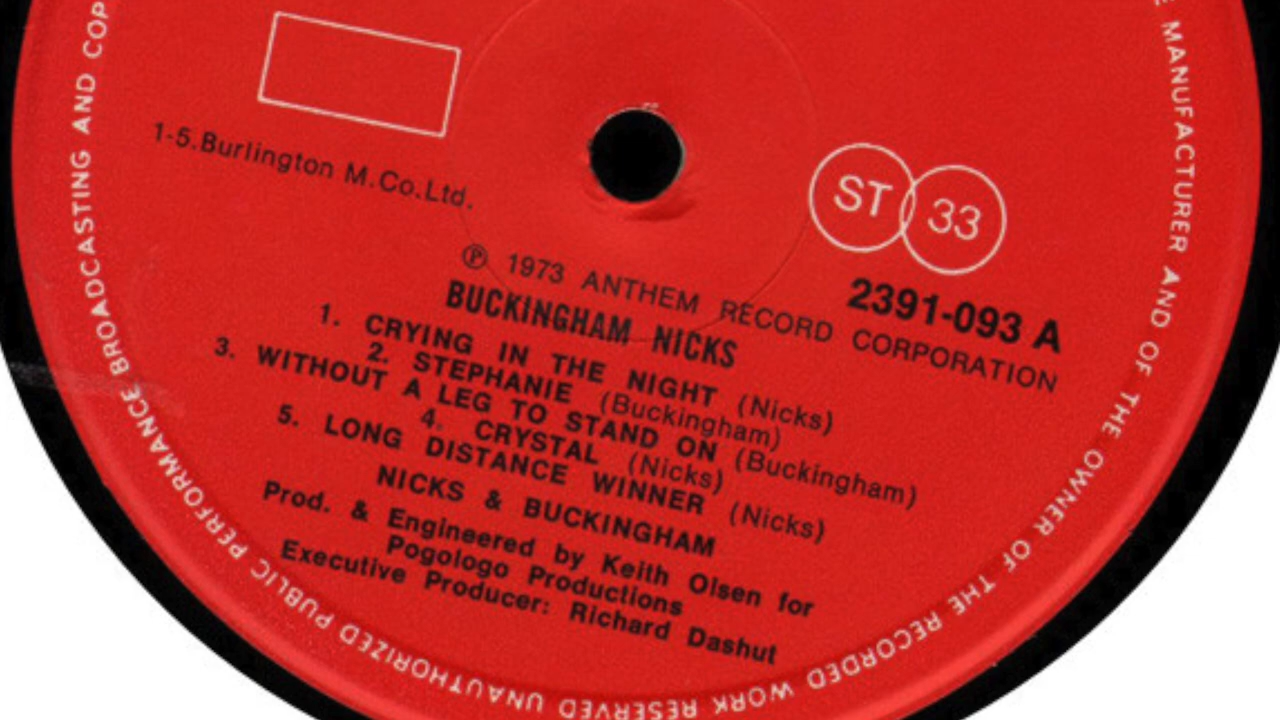 1-5.Burlington M.Co.Ltd.
ST 33
2391-093 A
℗ 1973 ANTHEM RECORD CORPORATION
BUCKINGHAM NICKS
1. CRYING IN THE NIGHT (Nicks)
2. STEPHANIE (Buckingham)
3. WITHOUT A LEG TO STAND ON (Buckingham)
4. CRYSTAL (Nicks)
5. LONG DISTANCE WINNER (Nicks)
NICKS & BUCKINGHAM
Prod. & Engineered by Keith Olsen for
Pogologo Productions
Executive Producer: Richard Dashut
MANUFACTURER AND OF THE OWNER OF THE RECORDED WORK RESERVED UNAUTHORIZED PUBLIC PERFORMANCE BROADCASTING AND